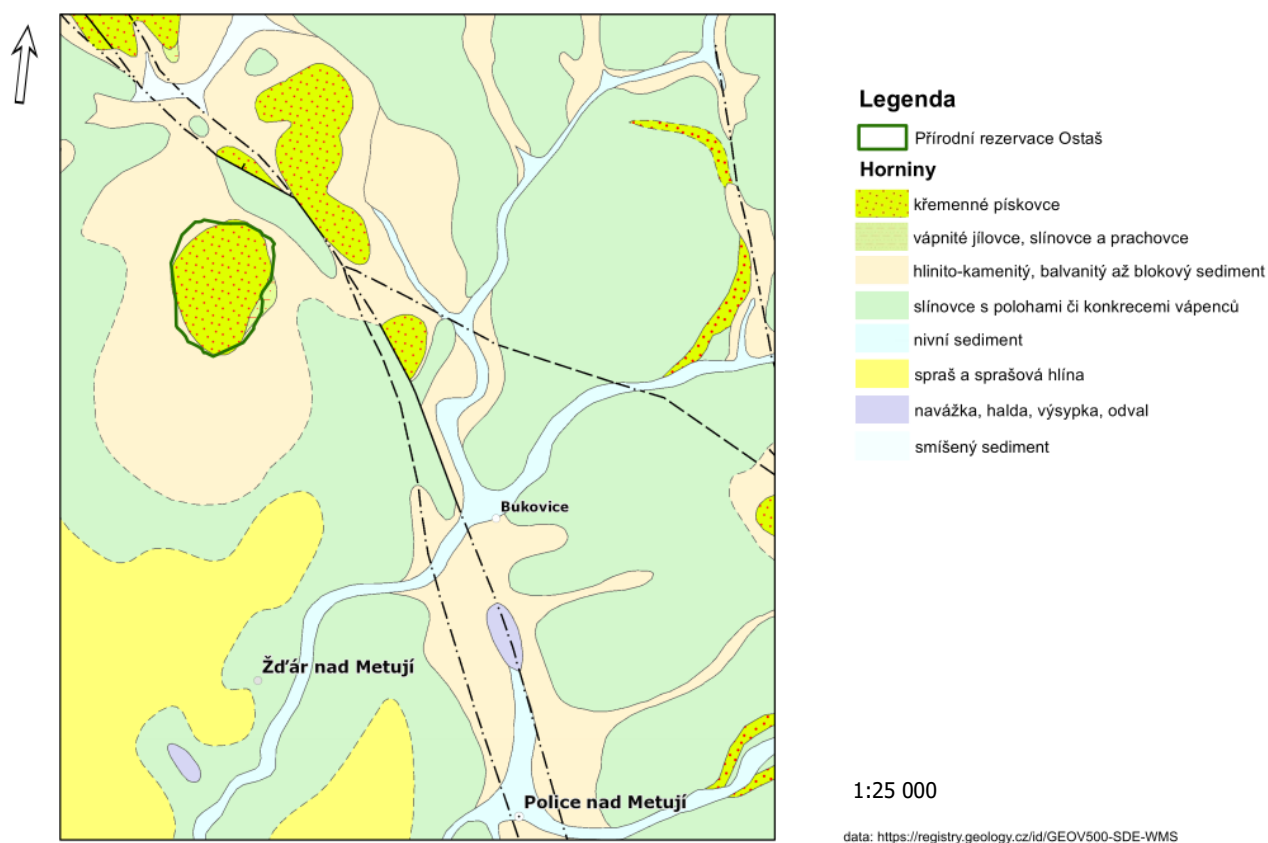 Legenda
Přírodní rezervace Ostaš
Horniny
křemenné pískovce
vápnité jílovce, slínovce a prachovce
hlinito-kamenitý, balvanitý až blokový sediment
slínovce s polohami či konkrecemi vápenců
nivní sediment
spraš a sprašová hlína
navážka, halda, výsypka, odval
smíšený sediment
Bukovice
Žďár nad Metují
Police nad Metují
1:25 000
data: https://registry.geology.cz/id/GEOV500-SDE-WMS